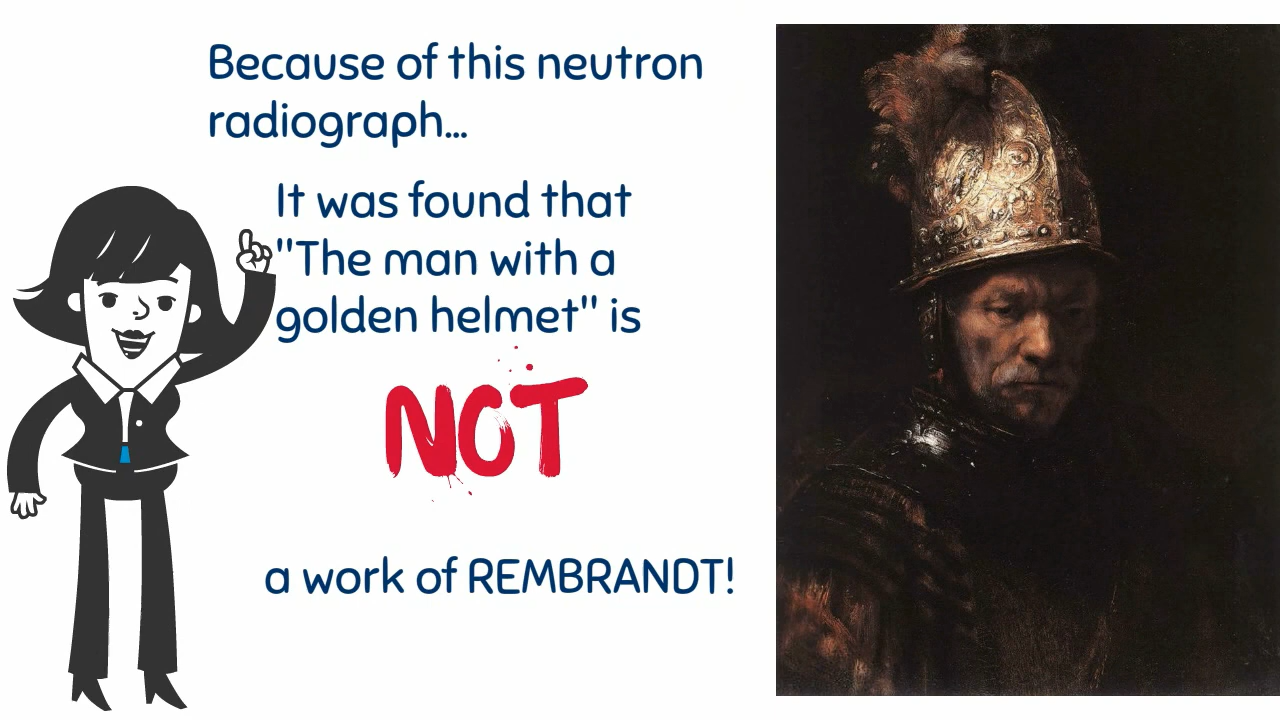 Because of this neutron
radiograph...
It was found that
"The man with a
golden helmet" is
NOT
a work of REMBRANDT!